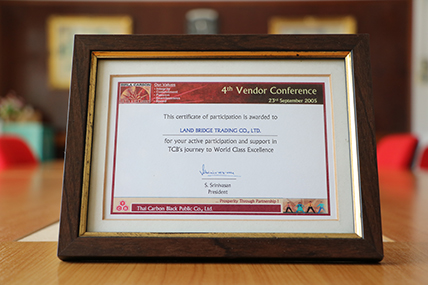 Our Values
4th Vendor Conference
23rd September 2005
This certificate of participation is awarded to
LAND BRIDGE TRADING CO., LTD.
for your active participation and support in
TCB's journey to World Class Excellence
S. Srinivasan
President
... Prosperity Through Partnership !
Thai Carbon Black Public Co., Ltd.